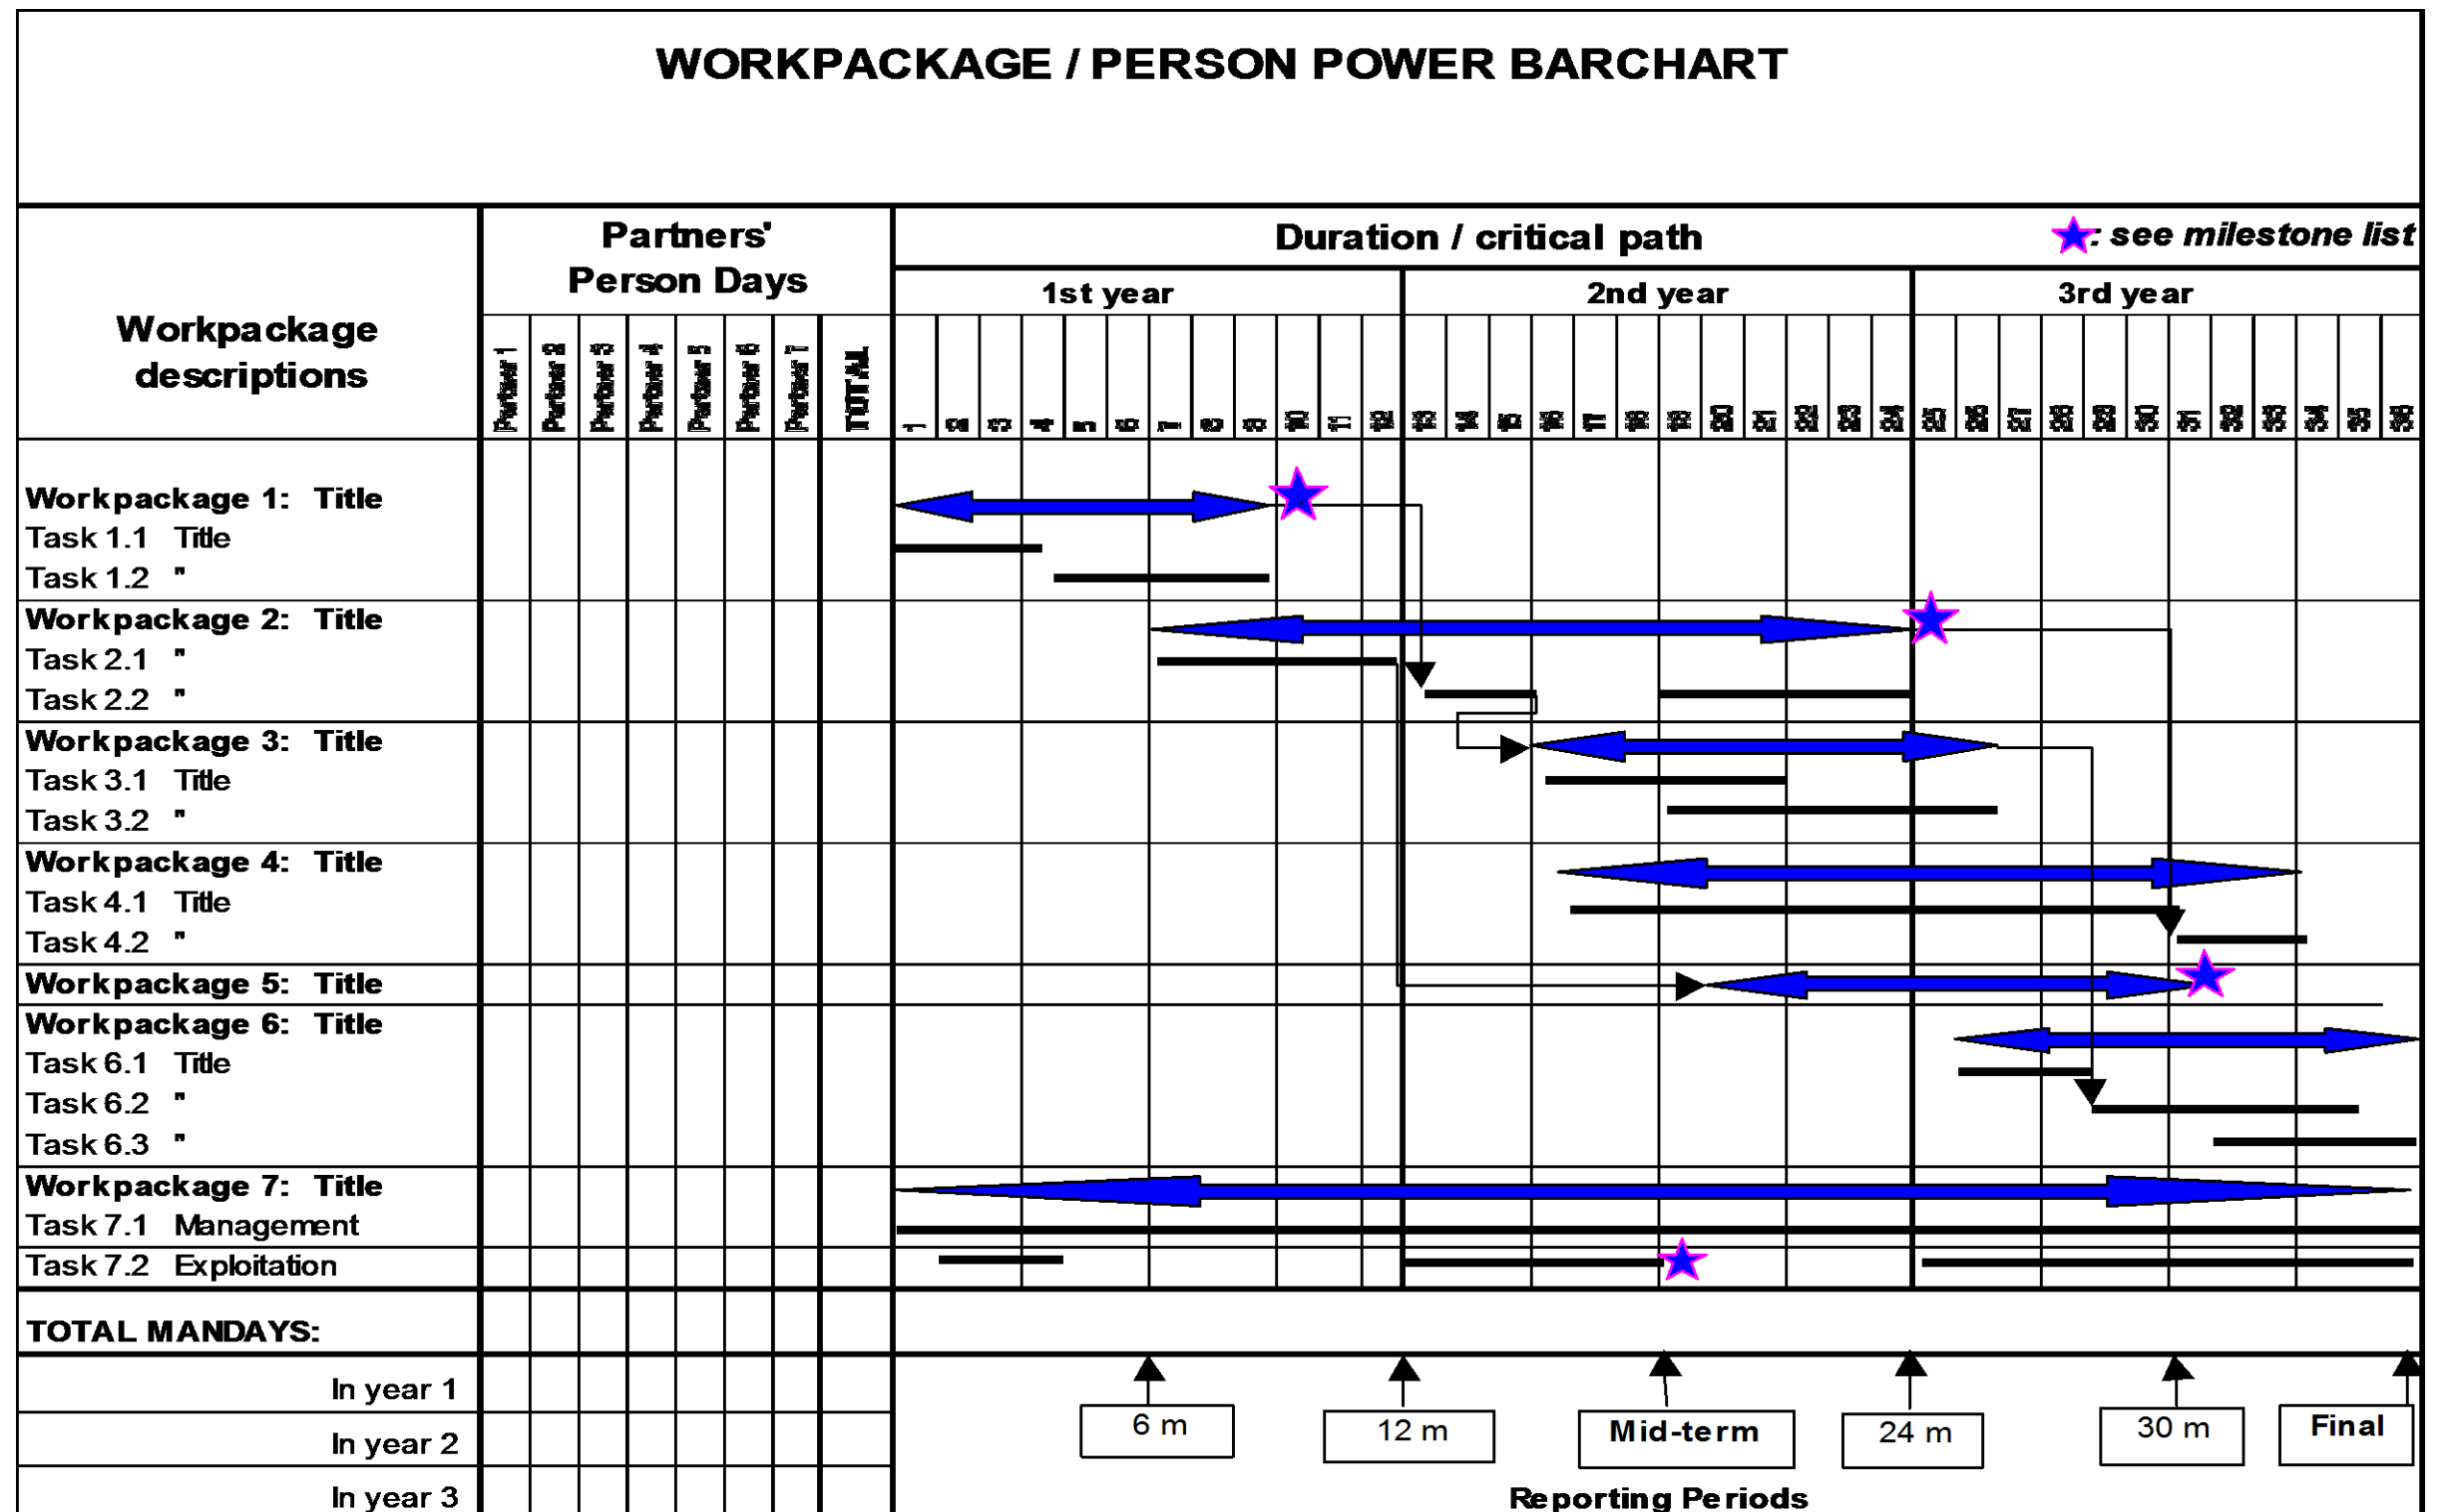 WORKPACKAGE / PERSON POWER BARCHART
Workpackage
descriptions
Partners'
Person Days
Duration / critical path
: see milestone list
1st year
2nd year
3rd year
Partner 1
Partner 2
Partner 3
Partner 4
Partner 5
Partner 6
Partner 7
TOTAL
1 2 3 4 5 6 7 8 9 10 11 12 13 14 15 16 17 18 19 20 21 22 23 24 25 26 27 28 29 30 31 32 33 34 35 36
Workpackage 1: Title
Task 1.1 Title
Task 1.2 "
Workpackage 2: Title
Task 2.1 "
Task 2.2 "
Workpackage 3: Title
Task 3.1 Title
Task 3.2 "
Workpackage 4: Title
Task 4.1 Title
Task 4.2 "
Workpackage 5: Title
Workpackage 6: Title
Task 6.1 Title
Task 6.2 "
Task 6.3 "
Workpackage 7: Title
Task 7.1 Management
Task 7.2 Exploitation
TOTAL MANDAYS:
In year 1
In year 2
In year 3
6 m
12 m
Mid-term
24 m
30 m
Final
Reporting Periods